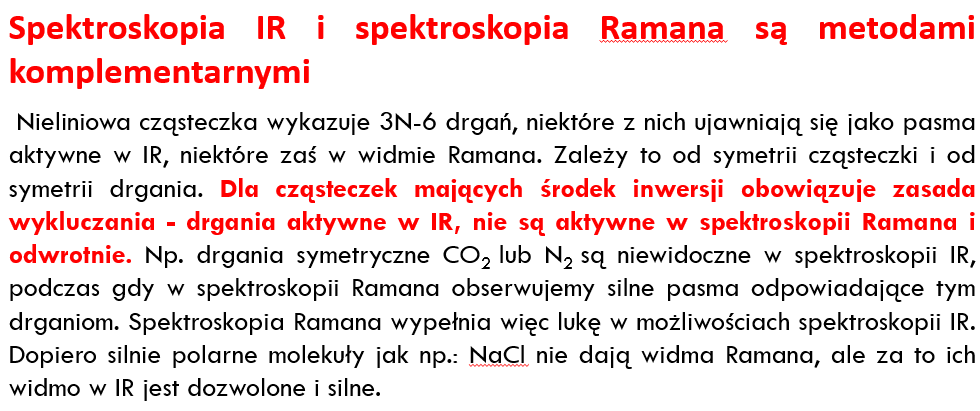 Spektroskopia IR i spektroskopia Ramana są metodami
komplementarnymi
Nieliniowa cząsteczka wykazuje 3N-6 drgań, niektóre z nich ujawniają się jako pasma
aktywne w IR, niektóre zaś w widmie Ramana. Zależy to od symetrii cząsteczki i od
symetrii drgania. Dla cząsteczek mających środek inwersji obowiązuje zasada
wykluczania - drgania aktywne w IR, nie są aktywne w spektroskopii Ramana i
odwrotnie. Np. drgania symetryczne CO₂ lub N₂ są niewidoczne w spektroskopii IR,
podczas gdy w spektroskopii Ramana obserwujemy silne pasma odpowiadające tym
drganiom. Spektroskopia Ramana wypełnia więc lukę w możliwościach spektroskopii IR.
Dopiero silnie polarne molekuły jak np.: NaCl nie dają widma Ramana, ale za to ich
widmo w IR jest dozwolone i silne.